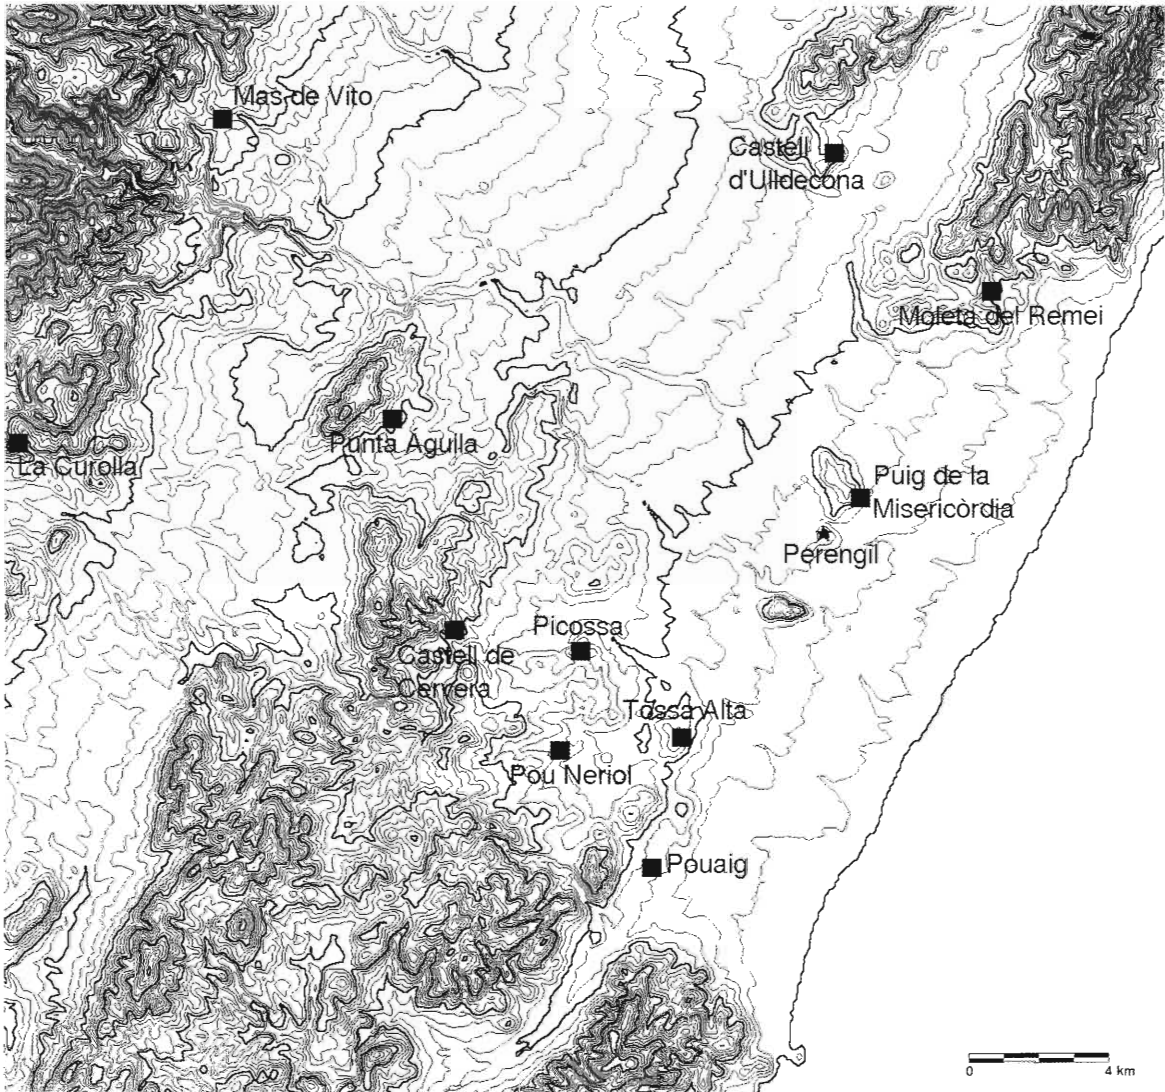 Mas de Vito
Castell
d'Ulldecona
Moleta del Remei
Punta Aguila
La Curolla
Puig de la
Misericòrdia
Perengil
Picossa
Castell de
Cervera
Tossa Alta
Pou Neriol
Pouaig
0 4 km